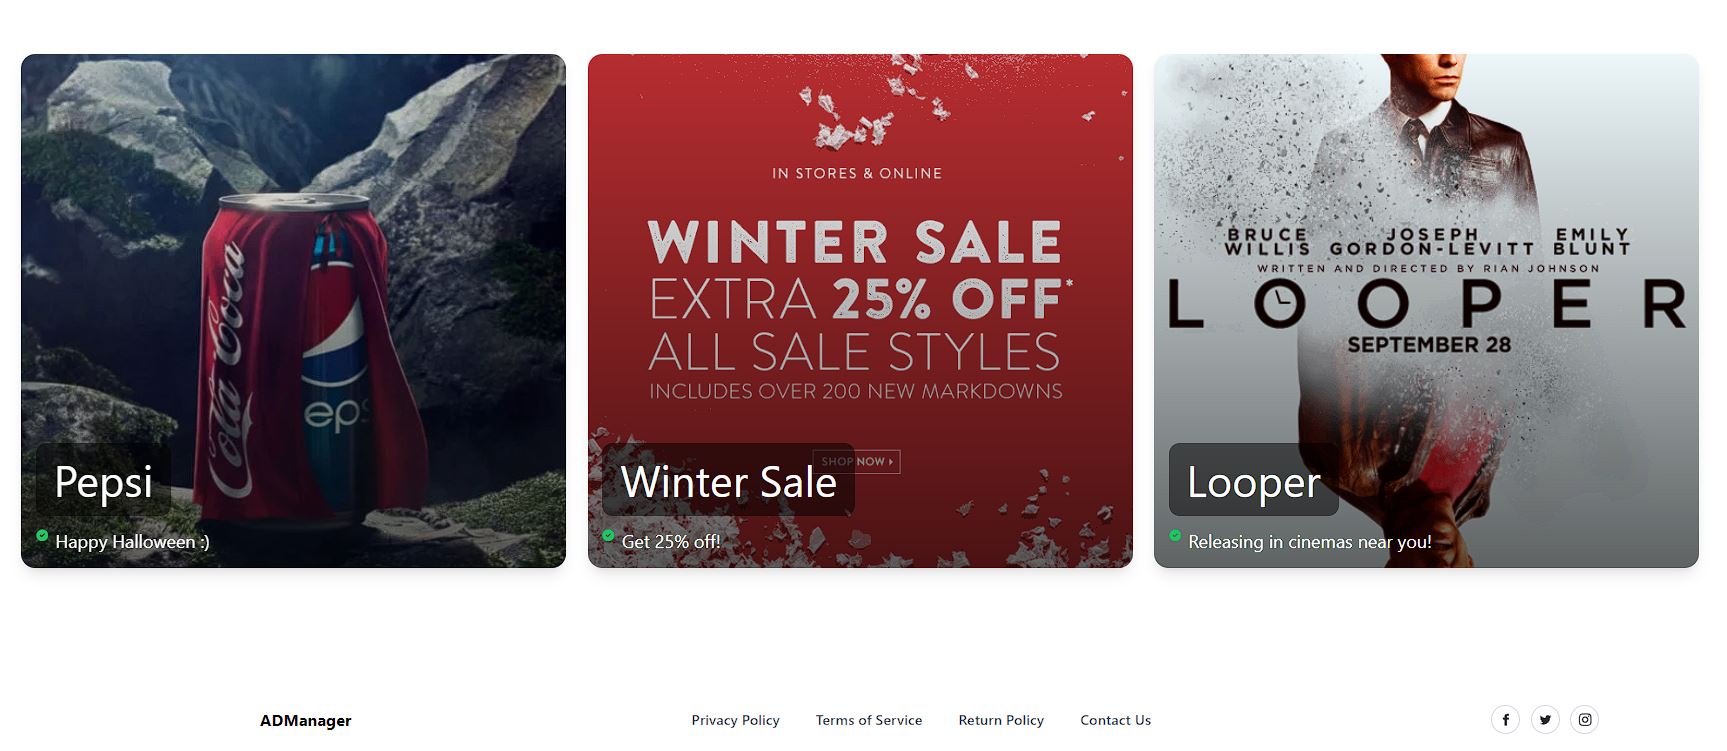 Cola Coca
eps
Pepsi
Happy Halloween :)
IN STORES & ONLINE
WINTER SALE
EXTRA 25% OFF*
ALL SALE STYLES
INCLUDES OVER 200 NEW MARKDOWNS
SHOP NOW
Winter Sale
Get 25% off!
BRUCE WILLIS JOSEPH GORDON-LEVITT EMILY BLUNT
WRITTEN AND DIRECTED BY RIAN JOHNSON
LOOPER
SEPTEMBER 28
Looper
Releasing in cinemas near you!
ADManager
Privacy Policy Terms of Service Return Policy Contact Us